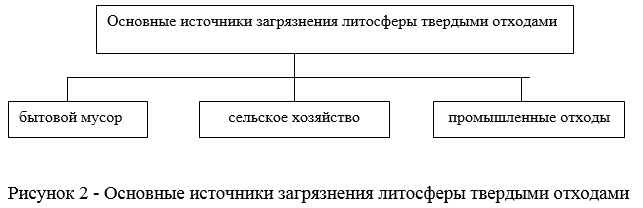 Основные источники загрязнения литосферы твердыми отходами
бытовой мусор
сельское хозяйство
промышленные отходы
Рисунок 2 - Основные источники загрязнения литосферы твердыми отходами